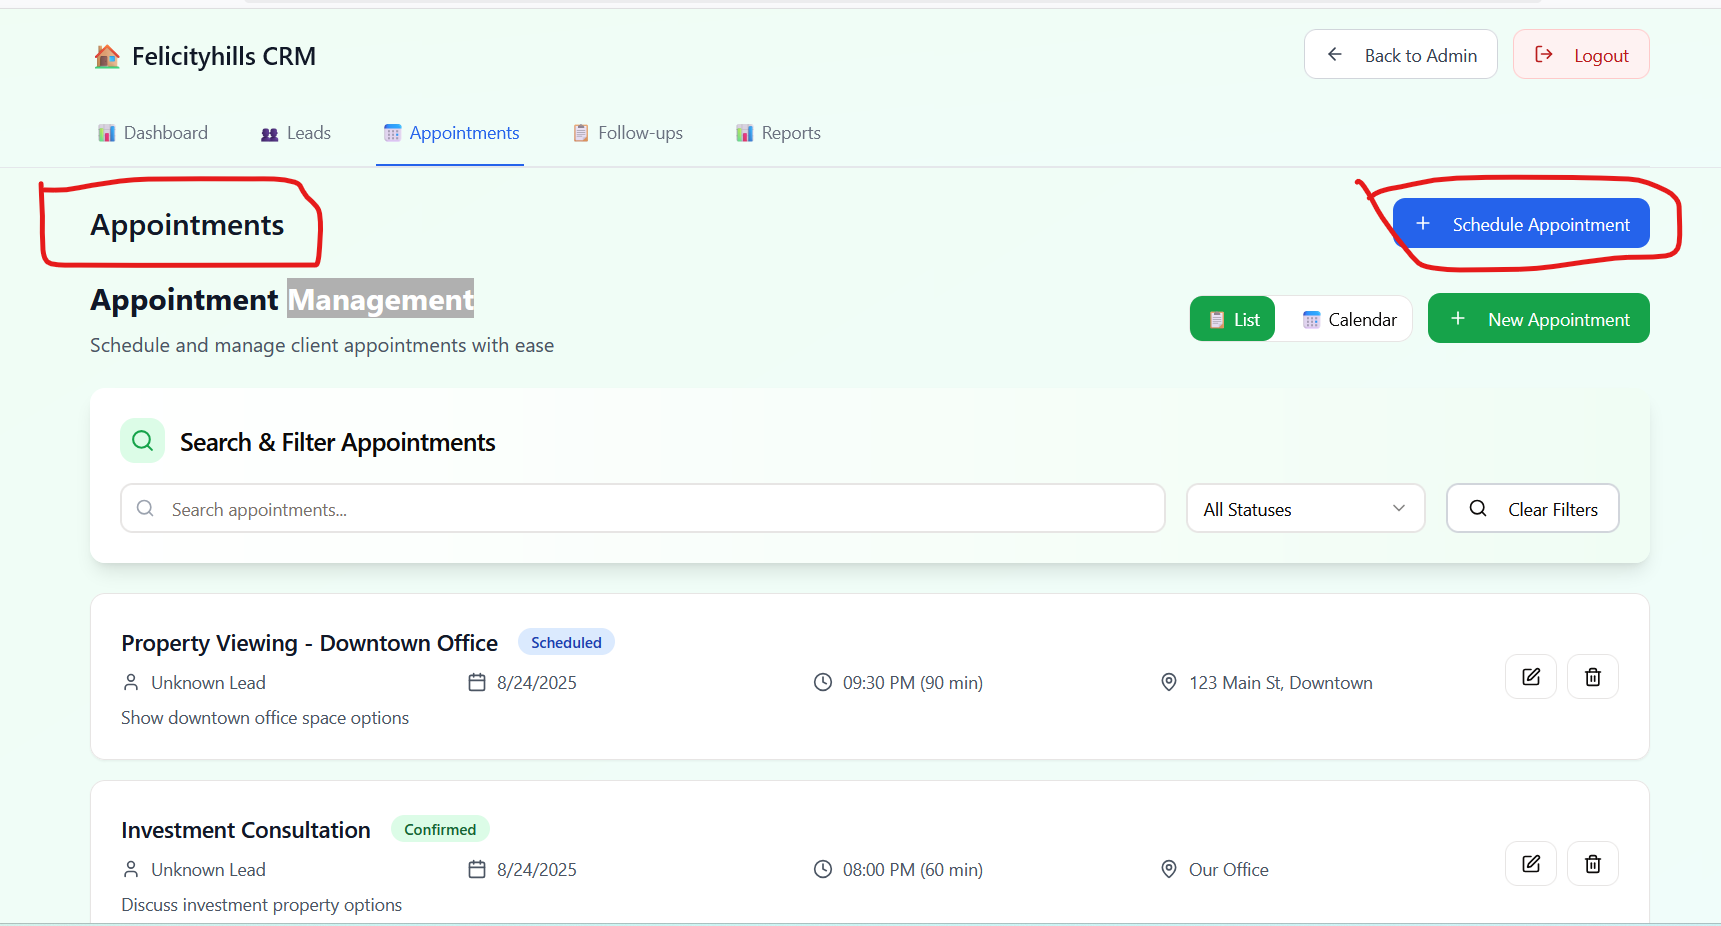 Felicityhills CRM
Back to Admin
Logout
Dashboard
Leads
Appointments
Follow-ups
Reports
Appointments
Schedule Appointment
Appointment Management
Schedule and manage client appointments with ease
List
Calendar
New Appointment
Search & Filter Appointments
Search appointments...
All Statuses
Clear Filters
Property Viewing - Downtown Office
Scheduled
Unknown Lead
8/24/2025
09:30 PM (90 min)
123 Main St, Downtown
Show downtown office space options
Investment Consultation
Confirmed
Unknown Lead
8/24/2025
08:00 PM (60 min)
Our Office
Discuss investment property options